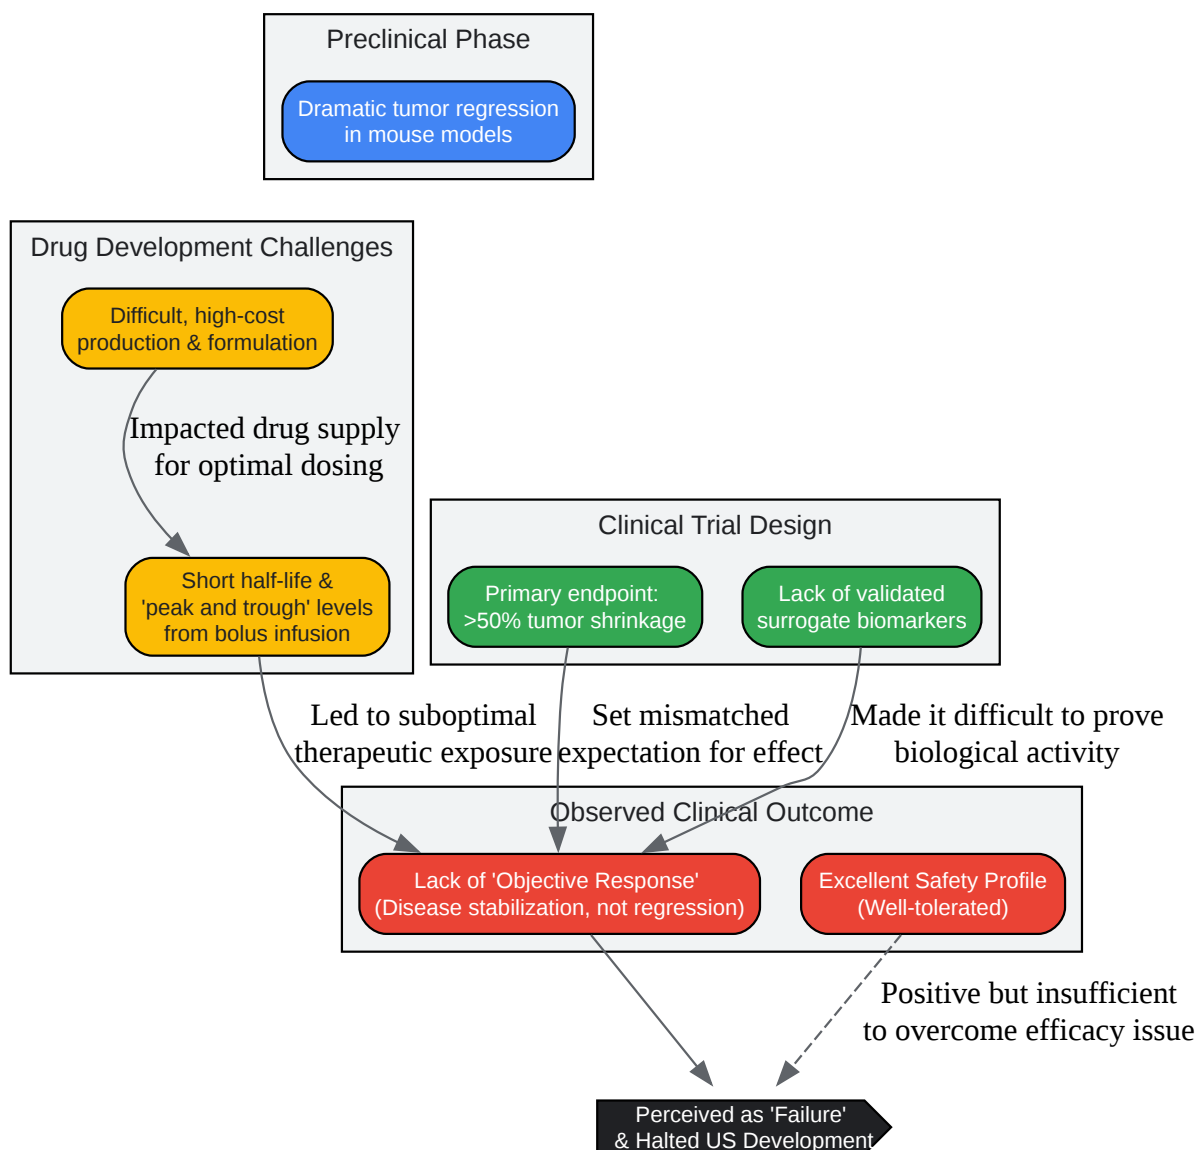 Preclinical Phase
Dramatic tumor regression
in mouse models
Drug Development Challenges
Difficult, high-cost
production & formulation
Impacted drug supply
for optimal dosing
Short half-life &
'peak and trough' levels
from bolus infusion
Clinical Trial Design
Primary endpoint:
>50% tumor shrinkage
Lack of validated
surrogate biomarkers
Led to suboptimal
therapeutic exposure
Set mismatched
expectation for effect
Made it difficult to prove
biological activity
Observed Clinical Outcome
Lack of 'Objective Response'
(Disease stabilization, not regression)
Excellent Safety Profile
(Well-tolerated)
Positive but insufficient
to overcome efficacy issue
Perceived as 'Failure'
& Halted US Development